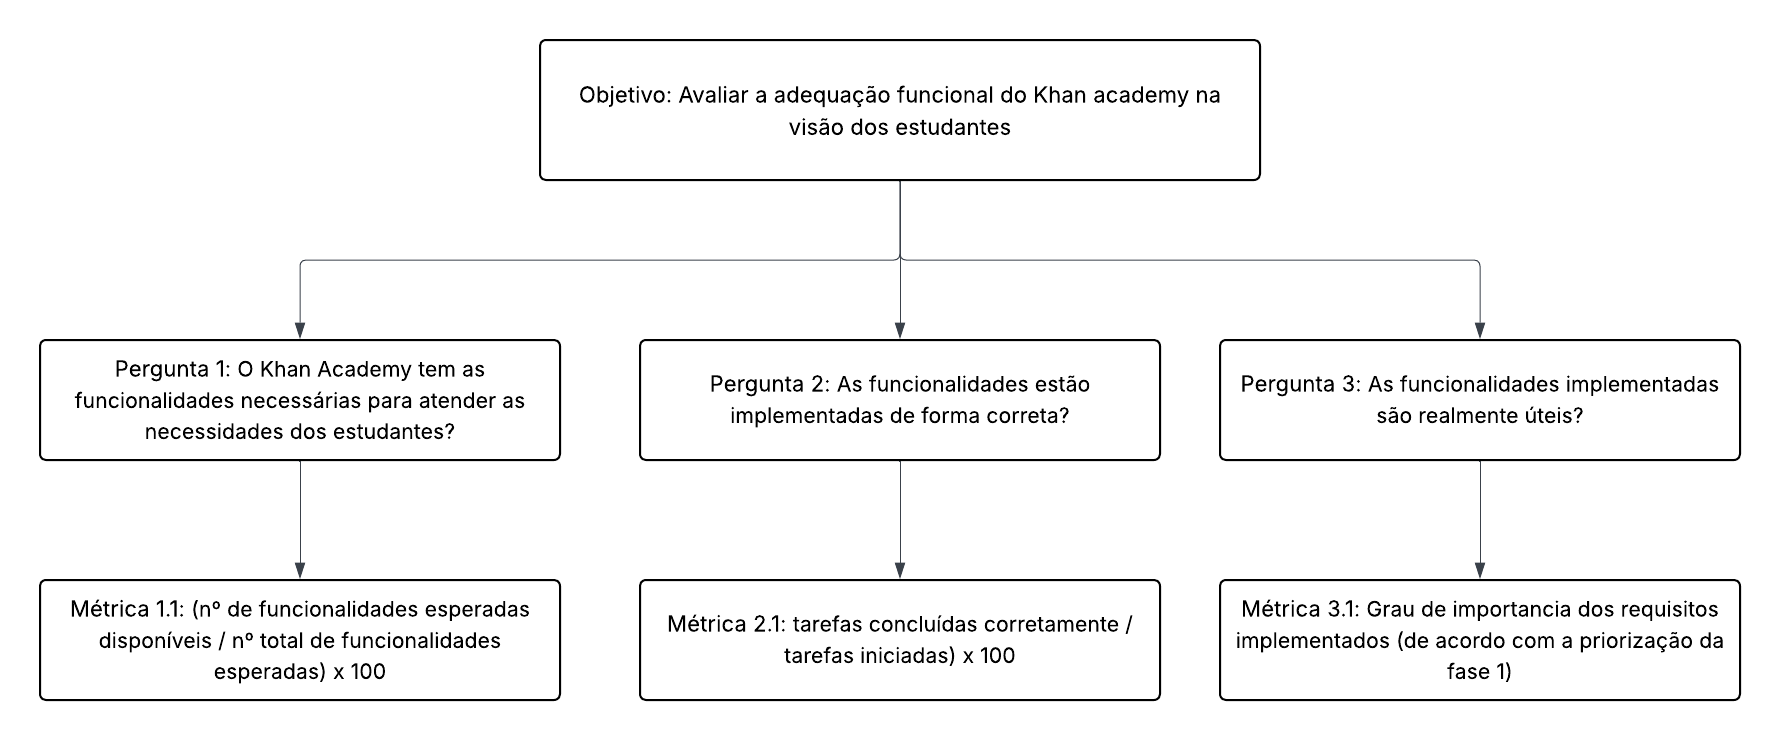 Objetivo: Avaliar a adequação funcional do Khan academy na
visão dos estudantes
Pergunta 1: O Khan Academy tem as
funcionalidades necessárias para atender as
necessidades dos estudantes?
Pergunta 2: As funcionalidades estão
implementadas de forma correta?
Pergunta 3: As funcionalidades implementadas
são realmente úteis?
Métrica 1.1: (nº de funcionalidades esperadas
disponíveis / nº total de funcionalidades
esperadas) x 100
Métrica 2.1: tarefas concluídas corretamente /
tarefas iniciadas) x 100
Métrica 3.1: Grau de importancia dos requisitos
implementados (de acordo com a priorização da
fase 1)